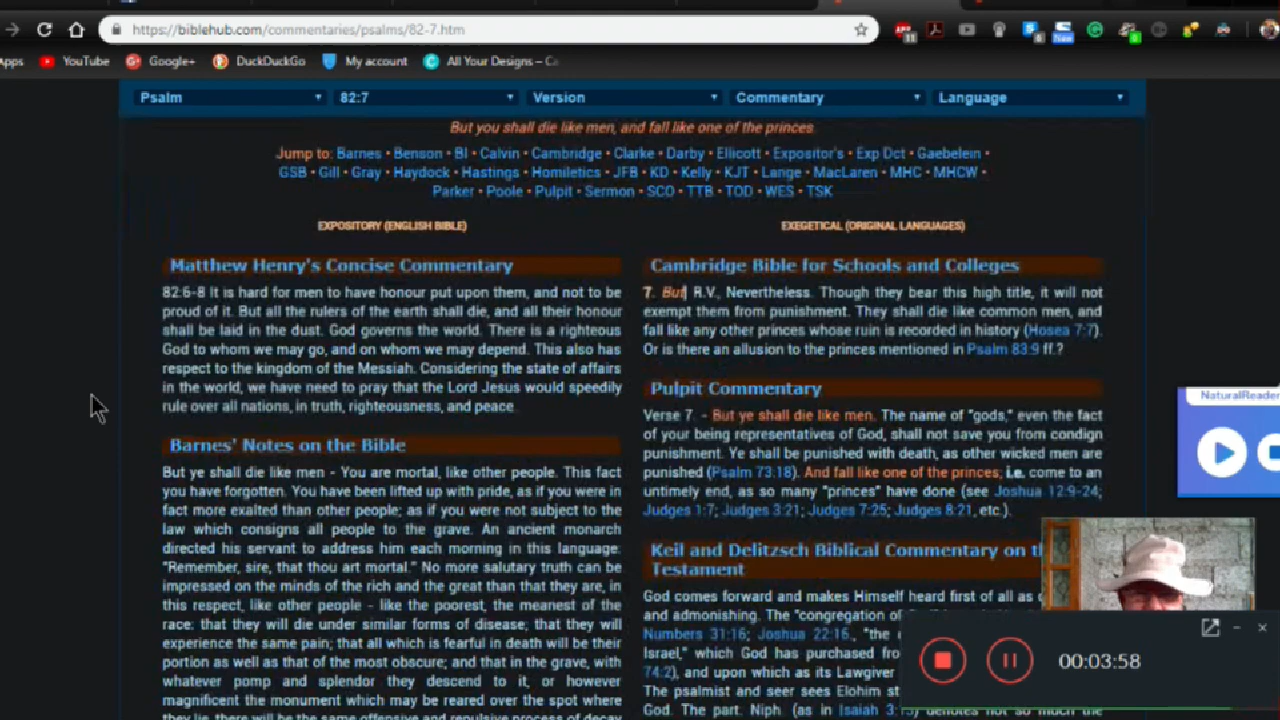 https://biblehub.com/commentaries/psalms/82-7.htm
11
New
8
Apps
YouTube
Google+
DuckDuckGo
My account
All Your Designs – Ca
Psalm
82:7
Version
Commentary
Language
But you shall die like men, and fall like one of the princes.
Jump to: Barnes • Benson • BI • Calvin • Cambridge • Clarke • Darby • Ellicott • Expositor's • Exp Dct • Gaebelein •
GSB • Gill • Gray • Haydock • Hastings • Homiletics • JFB • KD • Kelly • KJT • Lange • MacLaren • MHC • MHCW •
Parker • Poole • Pulpit • Sermon • SCO • TTB • TOD • WES • TSK
EXPOSITORY (ENGLISH BIBLE)
Matthew Henry's Concise Commentary
82:6-8 It is hard for men to have honour put upon them, and not to be
proud of it. But all the rulers of the earth shall die, and all their honour
shall be laid in the dust. God governs the world. There is a righteous
God to whom we may go, and on whom we may depend. This also has
respect to the kingdom of the Messiah. Considering the state of affairs
in the world, we have need to pray that the Lord Jesus would speedily
rule over all nations, in truth, righteousness, and peace.
Barnes' Notes on the Bible
But ye shall die like men - You are mortal, like other people. This fact
you have forgotten. You have been lifted up with pride, as if you were in
fact more exalted than other people; as if you were not subject to the
law which consigns all people to the grave. An ancient monarch
directed his servant to address him each morning in this language:
"Remember, sire, that thou art mortal." No more salutary truth can be
impressed on the minds of the rich and the great than that they are, in
this respect, like other people - like the poorest, the meanest of the
race; that they will die under similar forms of disease; that they will
experience the same pain; that all which is fearful in death will be their
portion as well as that of the most obscure; and that in the grave, with
whatever pomp and splendor they descend to it, or however
magnificent the monument which may be reared over the spot where
they lie, there will be the same offensive and repulsive process of decay
EXEGETICAL (ORIGINAL LANGUAGES)
Cambridge Bible for Schools and Colleges
7. But] R.V., Nevertheless. Though they bear this high title, it will not
exempt them from punishment. They shall die like common men, and
fall like any other princes whose ruin is recorded in history (Hosea 7:7).
Or is there an allusion to the princes mentioned in Psalm 83:9 ff.?
Pulpit Commentary
Verse 7. - But ye shall die like men. The name of "gods," even the fact
of your being representatives of God, shall not save you from condign
punishment. Ye shall be punished with death, as other wicked men are
punished (Psalm 73:18). And fall like one of the princes; i.e. come to an
untimely end, as so many "princes" have done (see Joshua 12:9-24;
Judges 1:7; Judges 3:21; Judges 7:25; Judges 8:21, etc.).
Keil and Delitzsch Biblical Commentary on th
Testament
God comes forward and makes Himself heard first of all as
and admonishing. The "congregation of
Numbers 31:16; Joshua 22:16., "the
Israel," which God has purchased fro
74:2), and upon which as its Lawgiver
The psalmist and seer sees Elohim st
God. The part. Niph. (as in Isaiah 3:13) denotes not so much the
NaturalReader
00:03:58